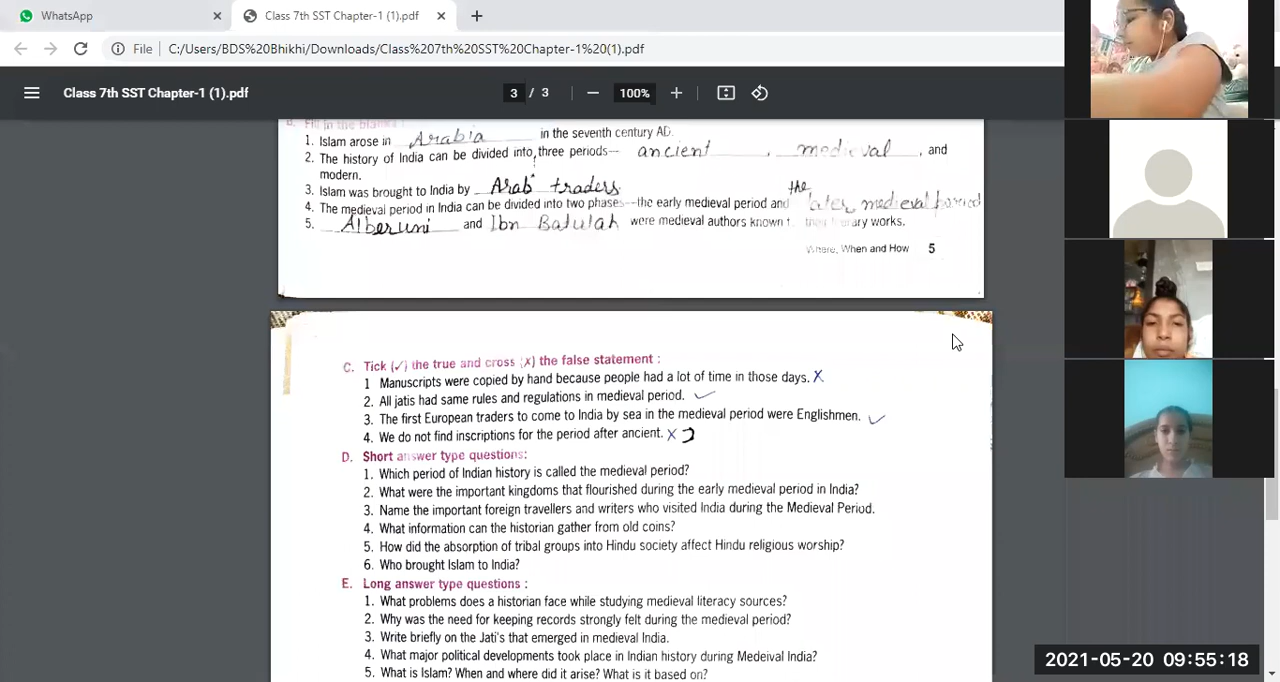 WhatsApp
Class 7th SST Chapter-1 (1).pdf
File C:/Users/BDS%20Bhikhi/Downloads/Class%207th%20SST%20Chapter-1%20(1).pdf
Class 7th SST Chapter-1 (1).pdf 3 / 3 100%
Fill in the blanks :
1. Islam arose in Arabia in the seventh century AD.
2. The history of India can be divided into three periods– ancient, medieval, and
modern.
3. Islam was brought to India by Arab traders.
4. The medieval period in India can be divided into two phases–the early medieval period and the later medieval period
5. Alberuni and Ibn Batulah were medieval authors known their literary works.
Where, When and How 5
C. Tick (✓) the true and cross (x) the false statement :
1 Manuscripts were copied by hand because people had a lot of time in those days. X
2. All jatis had same rules and regulations in medieval period. ✓
3. The first European traders to come to India by sea in the medieval period were Englishmen. ✓
4. We do not find inscriptions for the period after ancient. X
D. Short answer type questions:
1. Which period of Indian history is called the medieval period?
2. What were the important kingdoms that flourished during the early medieval period in India?
3. Name the important foreign travellers and writers who visited India during the Medieval Period.
4. What information can the historian gather from old coins?
5. How did the absorption of tribal groups into Hindu society affect Hindu religious worship?
6. Who brought Islam to India?
E. Long answer type questions :
1. What problems does a historian face while studying medieval literacy sources?
2. Why was the need for keeping records strongly felt during the medieval period?
3. Write briefly on the Jati's that emerged in medieval India.
4. What major political developments took place in Indian history during Medeival India?
5. What is Islam? When and where did it arise? What is it based on?
2021-05-20 09:55:18